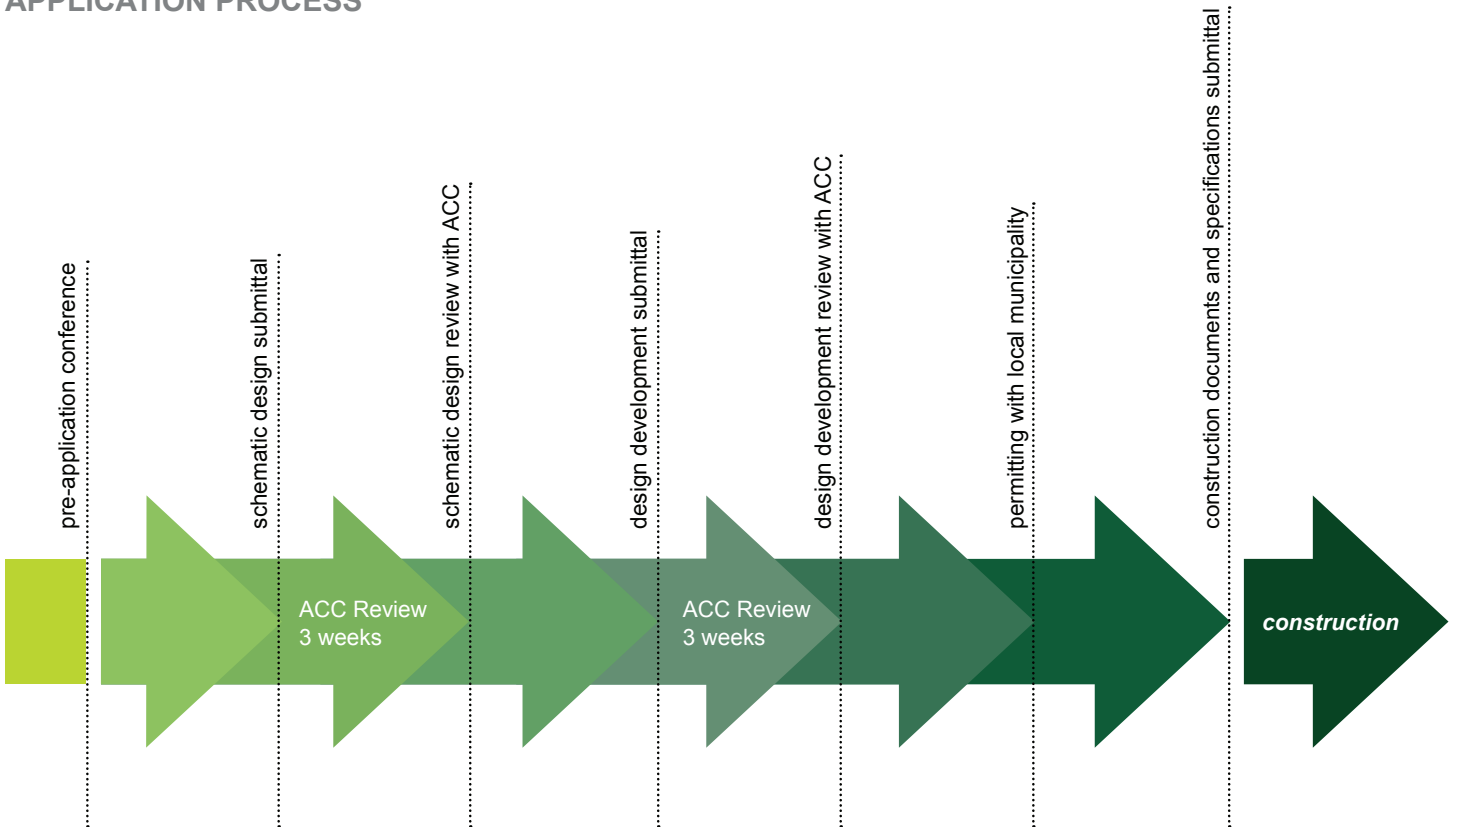 APPLICATION PROCESS
pre-application conference
schematic design submittal
schematic design review with ACC
design development submittal
design development review with ACC
permitting with local municipality
construction documents and specifications submittal
ACC Review
3 weeks
ACC Review
3 weeks
construction